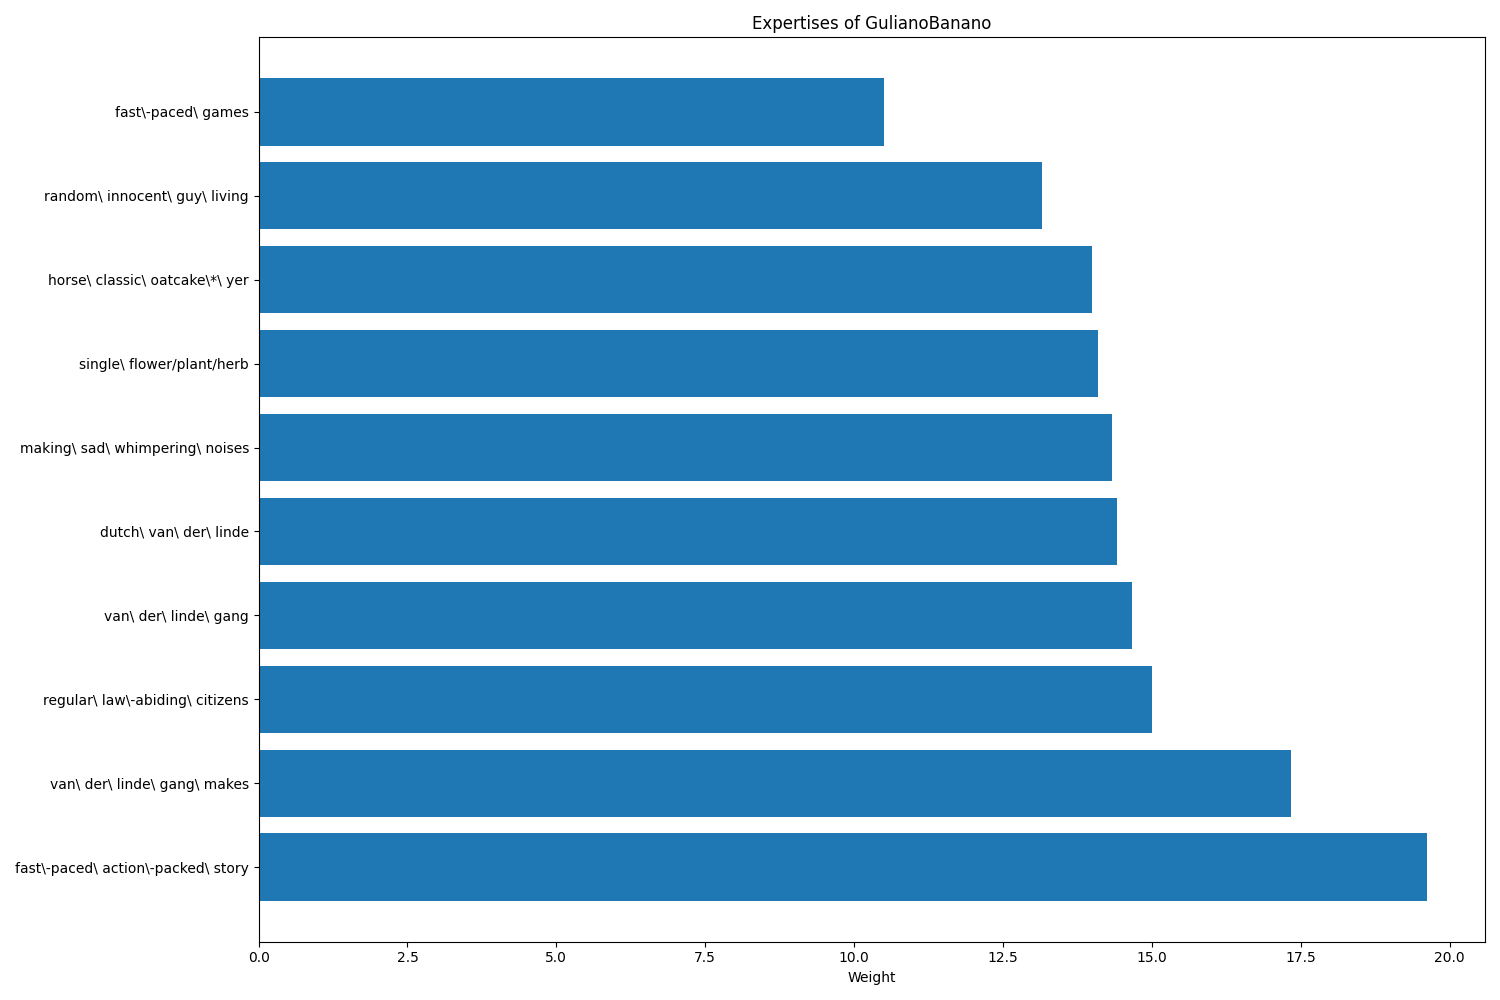 Expertises of GulianoBanano
fast\-paced\ games
random\ innocent\ guy\ living
horse\ classic\ oatcake\*\ yer
single\ flower/plant/herb
making\ sad\ whimpering\ noises
dutch\ van\ der\ linde
van\ der\ linde\ gang
regular\ law\-abiding\ citizens
van\ der\ linde\ gang\ makes
fast\-paced\ action\-packed\ story
0.0 2.5 5.0 7.5 10.0 12.5 15.0 17.5 20.0
Weight